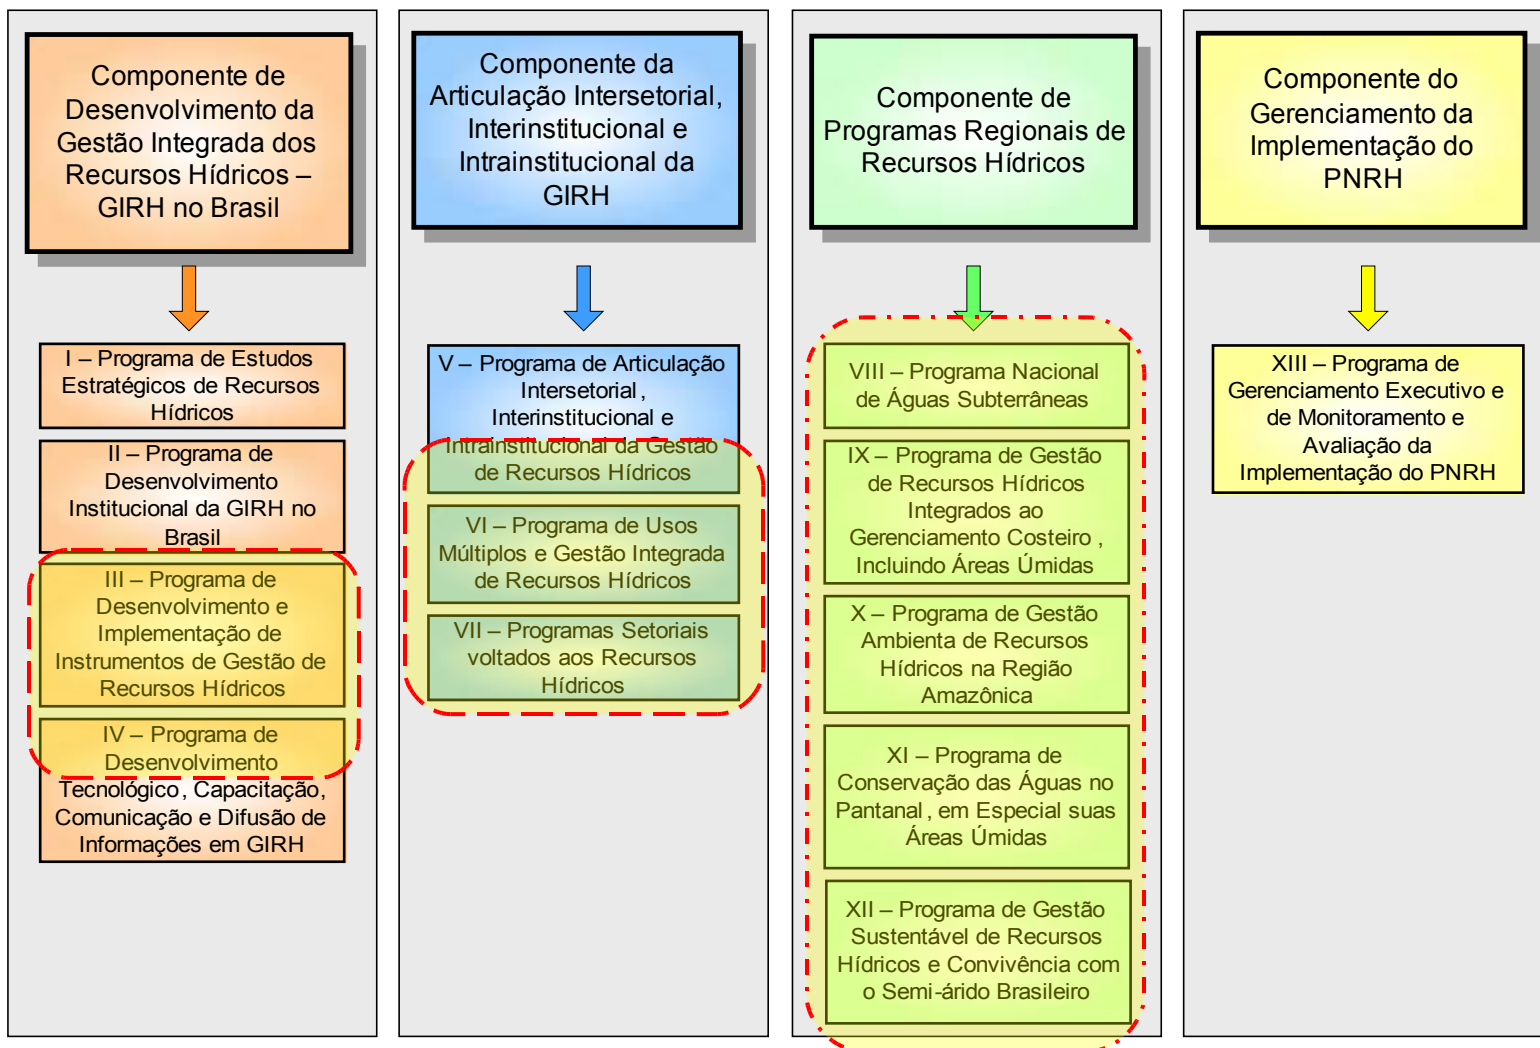 Componente de
Desenvolvimento da
Gestão Integrada dos
Recursos Hídricos –
GIRH no Brasil
I – Programa de Estudos
Estratégicos de Recursos
Hídricos
II – Programa de
Desenvolvimento
Institucional da GIRH no
Brasil
III – Programa de
Desenvolvimento e
Implementação de
Instrumentos de Gestão de
Recursos Hídricos
IV – Programa de
Desenvolvimento
Tecnológico, Capacitação,
Comunicação e Difusão de
Informações em GIRH
Componente da
Articulação Intersetorial,
Interinstitucional e
Intrainstitucional da
GIRH
V – Programa de Articulação
Intersetorial,
Interinstitucional e
Intrainstitucional da Gestão
de Recursos Hídricos
VI – Programa de Usos
Múltiplos e Gestão Integrada
de Recursos Hídricos
VII – Programas Setoriais
voltados aos Recursos
Hídricos
Componente de
Programas Regionais de
Recursos Hídricos
VIII – Programa Nacional
de Águas Subterrâneas
IX – Programa de Gestão
de Recursos Hídricos
Integrados ao
Gerenciamento Costeiro,
Incluindo Áreas Úmidas
X – Programa de Gestão
Ambienta de Recursos
Hídricos na Região
Amazônica
XI – Programa de
Conservação das Águas no
Pantanal, em Especial suas
Áreas Úmidas
XII – Programa de Gestão
Sustentável de Recursos
Hídricos e Convivência com
o Semi-árido Brasileiro
Componente do
Gerenciamento da
Implementação do
PNRH
XIII – Programa de
Gerenciamento Executivo e
de Monitoramento e
Avaliação da
Implementação do PNRH